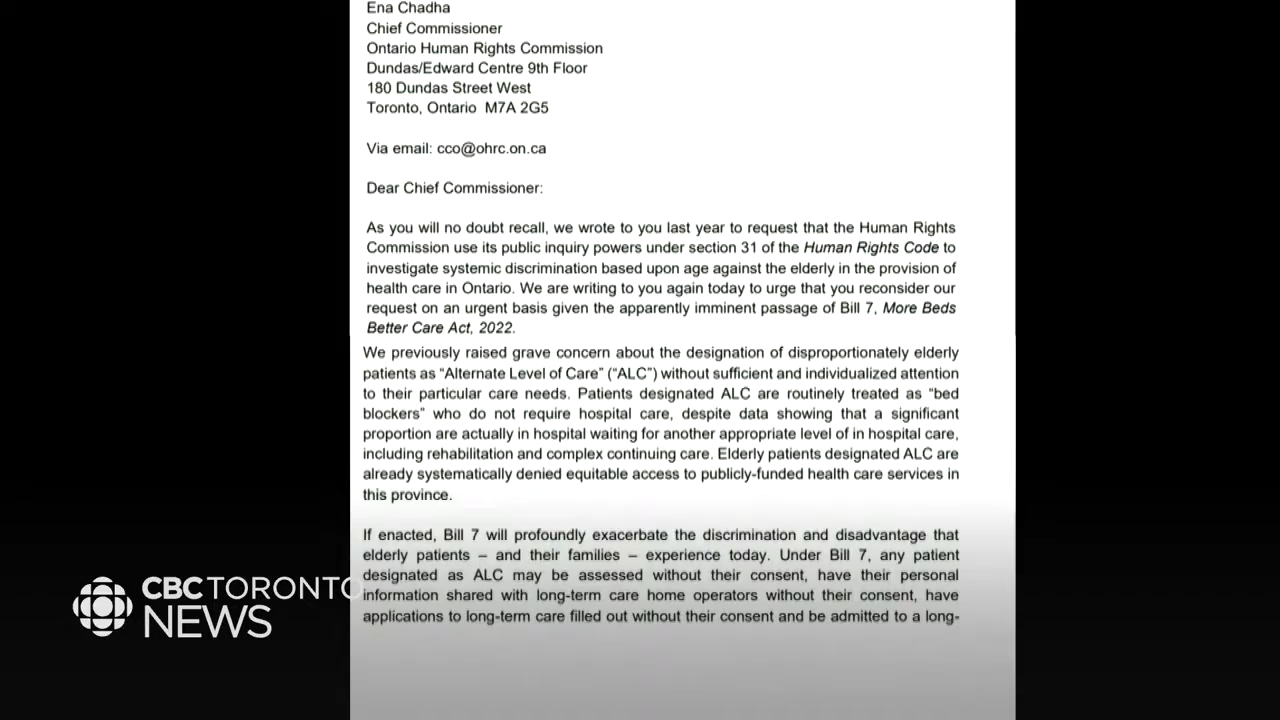 Ena Chadha
Chief Commissioner
Ontario Human Rights Commission
Dundas/Edward Centre 9th Floor
180 Dundas Street West
Toronto, Ontario M7A 2G5
Via email: cco@ohrc.on.ca
Dear Chief Commissioner:
As you will no doubt recall, we wrote to you last year to request that the Human Rights
Commission use its public inquiry powers under section 31 of the Human Rights Code to
investigate systemic discrimination based upon age against the elderly in the provision of
health care in Ontario. We are writing to you again today to urge that you reconsider our
request on an urgent basis given the apparently imminent passage of Bill 7, More Beds
Better Care Act, 2022.
We previously raised grave concern about the designation of disproportionately elderly
patients as “Alternate Level of Care” (“ALC”) without sufficient and individualized attention
to their particular care needs. Patients designated ALC are routinely treated as “bed
blockers” who do not require hospital care, despite data showing that a significant
proportion are actually in hospital waiting for another appropriate level of in hospital care,
including rehabilitation and complex continuing care. Elderly patients designated ALC are
already systematically denied equitable access to publicly-funded health care services in
this province.
If enacted, Bill 7 will profoundly exacerbate the discrimination and disadvantage that
elderly patients – and their families – experience today. Under Bill 7, any patient
designated as ALC may be assessed without their consent, have their personal
information shared with long-term care home operators without their consent, have
applications to long-term care filled out without their consent and be admitted to a long-
CBC TORONTO
NEWS